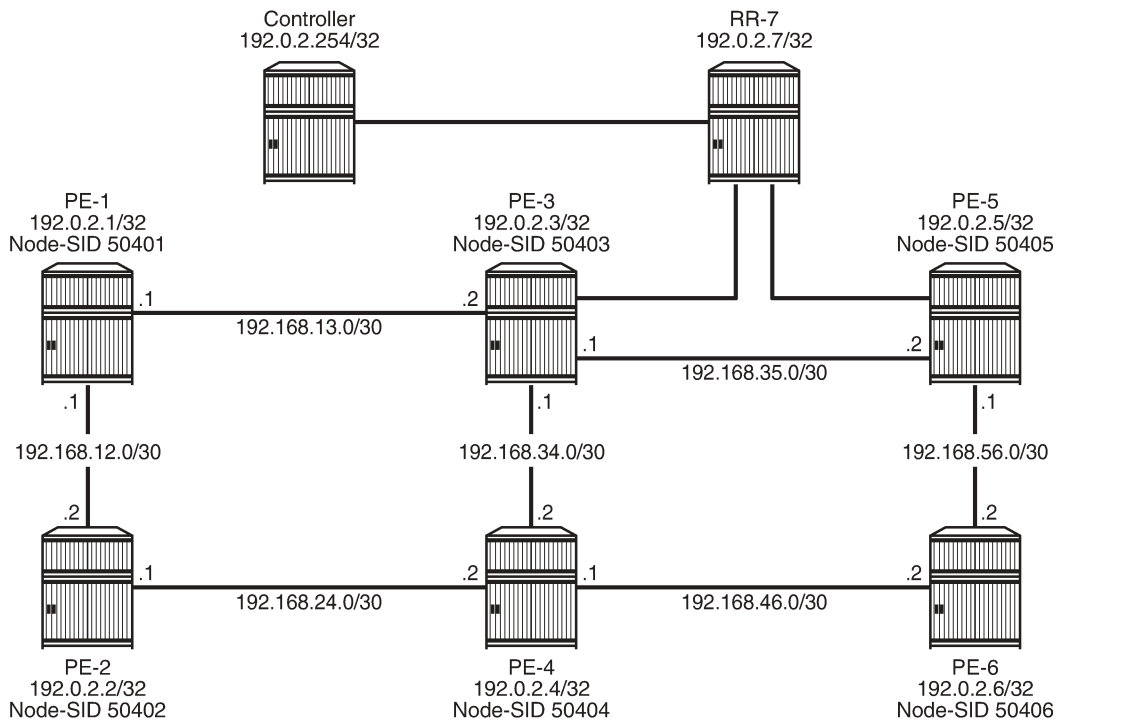 Controller
192.0.2.254/32
RR-7
192.0.2.7/32
PE-1
192.0.2.1/32
Node-SID 50401
PE-3
192.0.2.3/32
Node-SID 50403
PE-5
192.0.2.5/32
Node-SID 50405
.1
.2
192.168.13.0/30
.1
.2
192.168.35.0/30
.1
.1
.1
192.168.12.0/30
192.168.34.0/30
192.168.56.0/30
.2
.2
.2
.1
.2
192.168.24.0/30
.1
.2
192.168.46.0/30
PE-2
192.0.2.2/32
Node-SID 50402
PE-4
192.0.2.4/32
Node-SID 50404
PE-6
192.0.2.6/32
Node-SID 50406